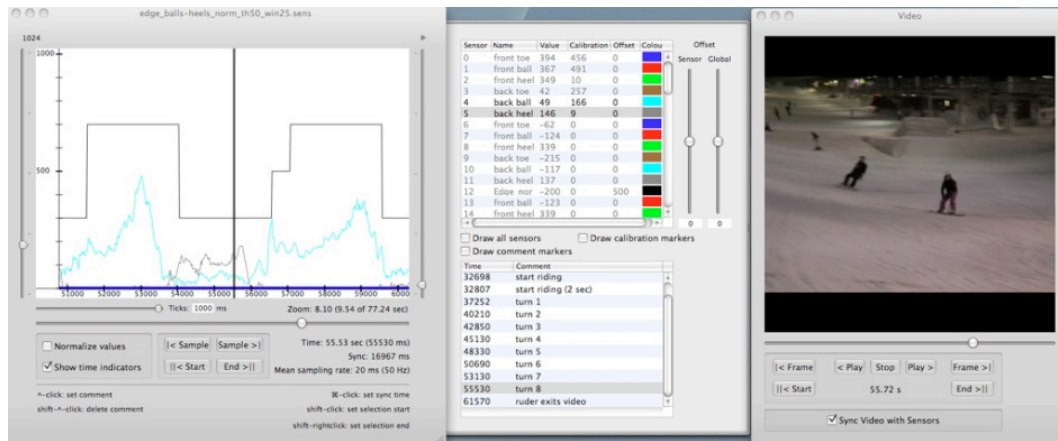 edge_balls-heels_norm_th50_win25.sens
1024
1000
500
51000 52000 53000 54000 55000 56000 57000 58000 59000 6000
Ticks: 1000 ms Zoom: 8.10 (9.54 of 77.24 sec)
Normalize values
Show time indicators
|< Sample Sample >|
||< Start End >||
Time: 55.53 sec (55530 ms)
Sync: 16967 ms
Mean sampling rate: 20 ms (50 Hz)
^-click: set comment ⌘-click: set sync time
shift-^-click: delete comment shift-click: set selection start
shift-rightclick: set selection end
Sensor Name Value Calibration Offset Colou
0 front toe 394 456 0
1 front ball 367 491 0
2 front heel 349 10 0
3 back toe 42 257 0
4 back ball 49 166 0
5 back heel 146 9 0
6 front toe -62 0 0
7 front ball -124 0 0
8 front heel 339 0 0
9 back toe -215 0 0
10 back ball -117 0 0
11 back heel 137 0 0
12 Edge_nor -200 0 500
13 front ball -123 0 0
14 front heel 339 0 0
Offset
Sensor Global
0 0
Draw all sensors Draw calibration markers
Draw comment markers
Time Comment
32698 start riding
32807 start riding (2 sec)
37252 turn 1
40210 turn 2
42850 turn 3
45130 turn 4
48330 turn 5
50690 turn 6
53130 turn 7
55530 turn 8
61570 ruder exits video
Video
|< Frame < Play Stop Play > Frame >|
||< Start 55.72 s End >||
Sync Video with Sensors